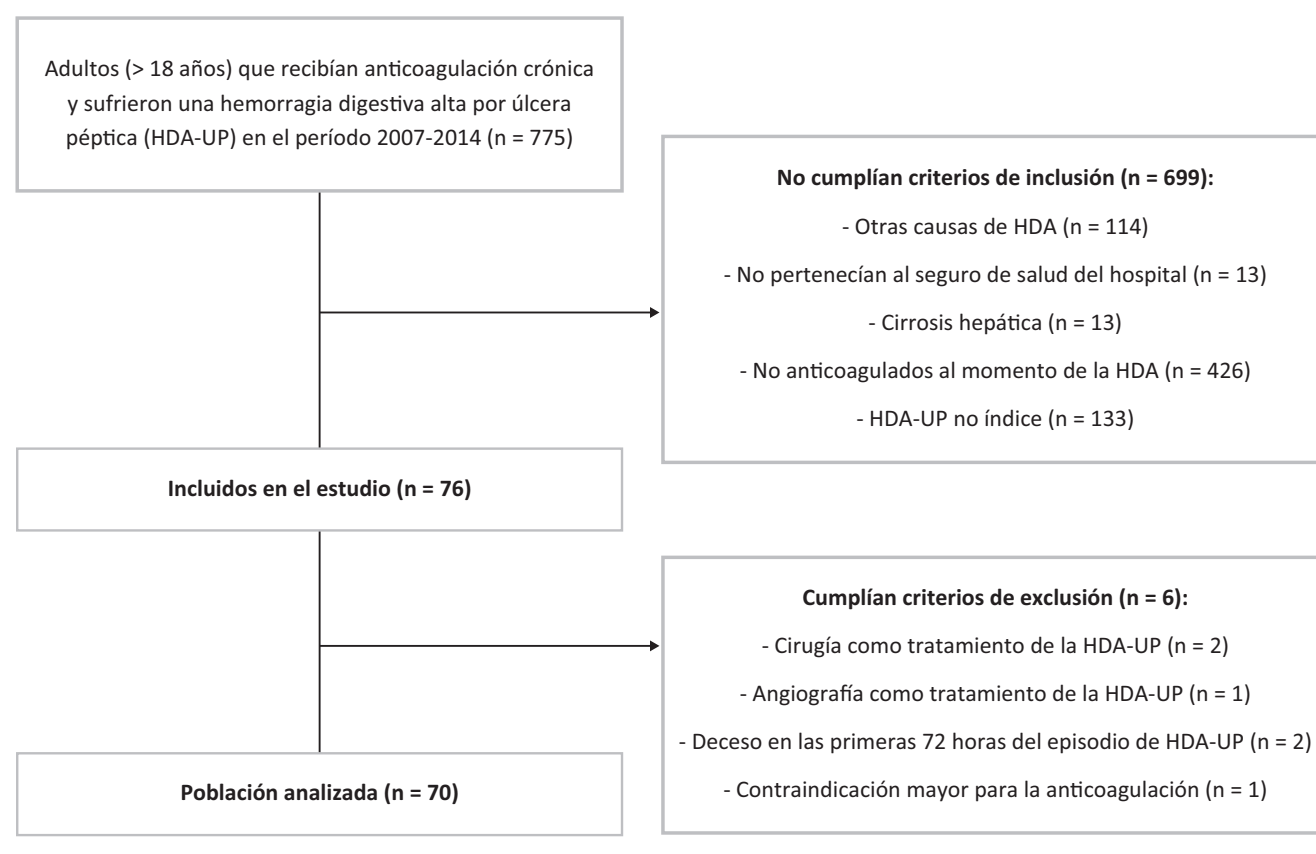 Adultos (> 18 años) que recibían anticoagulación crónica
y sufrieron una hemorragia digestiva alta por úlcera
péptica (HDA-UP) en el período 2007-2014 (n = 775)
No cumplían criterios de inclusión (n = 699):
- Otras causas de HDA (n = 114)
- No pertenecían al seguro de salud del hospital (n = 13)
- Cirrosis hepática (n = 13)
- No anticoagulados al momento de la HDA (n = 426)
- HDA-UP no índice (n = 133)
Incluidos en el estudio (n = 76)
Cumplían criterios de exclusión (n = 6):
- Cirugía como tratamiento de la HDA-UP (n = 2)
- Angiografía como tratamiento de la HDA-UP (n = 1)
- Deceso en las primeras 72 horas del episodio de HDA-UP (n = 2)
- Contraindicación mayor para la anticoagulación (n = 1)
Población analizada (n = 70)